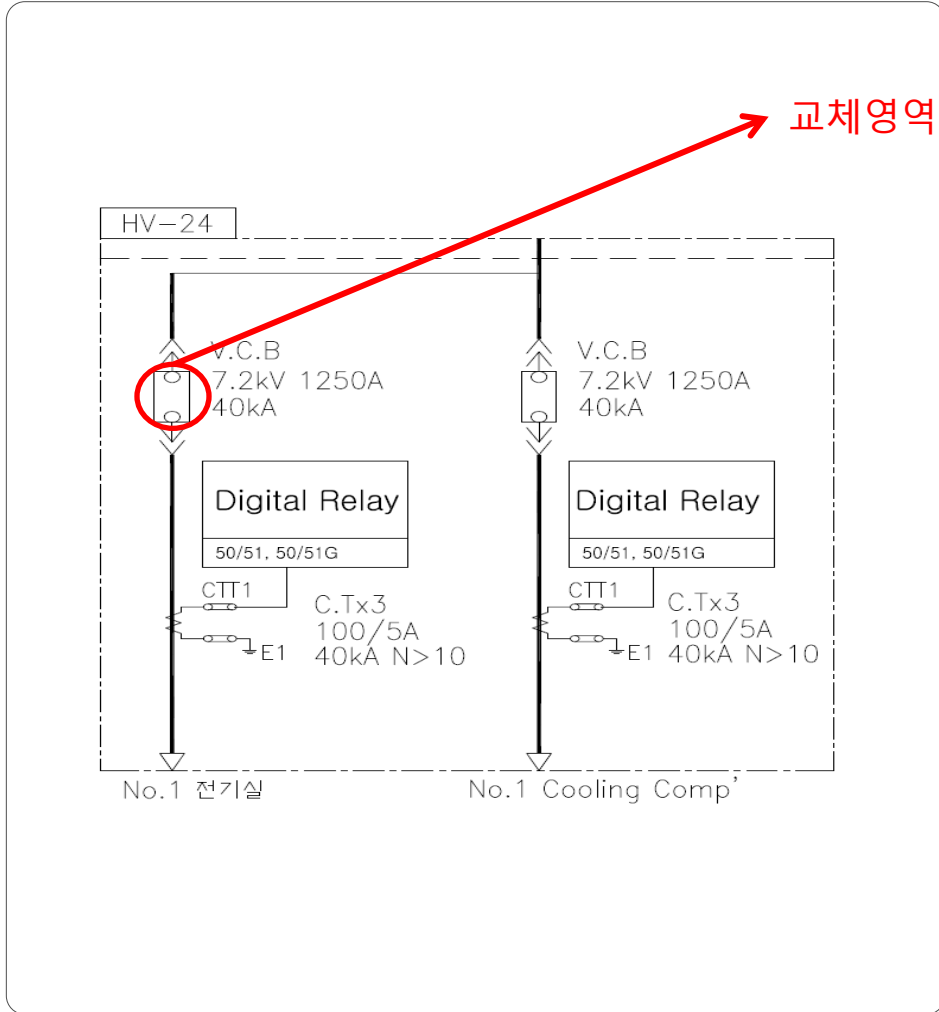 교체영역
HV-24
V.C.B
7.2kV 1250A
40kA
V.C.B
7.2kV 1250A
40kA
Digital Relay
50/51, 50/51G
Digital Relay
50/51, 50/51G
CTT1
C.Tx3
100/5A
40kA N>10
E1
CTT1
C.Tx3
100/5A
40kA N>10
E1
No.1 전기실
No.1 Cooling Comp'